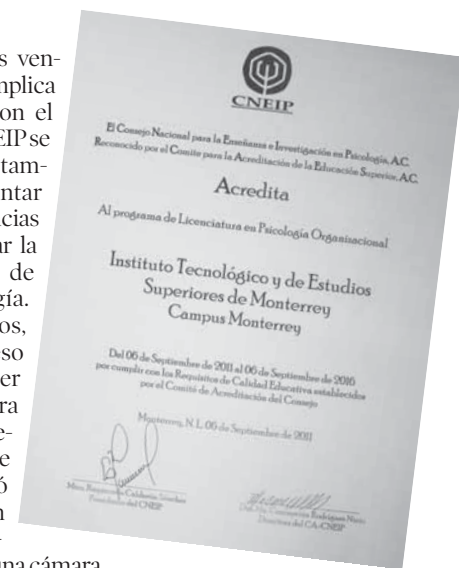 s ven-
mplica
on el
EIP se
tam-
ntar
cias
ar la
de
gía.
os,
eso
er
ra
e-
e
ó
n
-
una cámara
CNEIP
El Consejo Nacional para la Enseñanza e Investigación en Psicología, A.C.
Reconocido por el Comité para la Acreditación de la Educación Superior, A.C.
Acredita
Al programa de Licenciatura en Psicología Organizacional
Instituto Tecnológico y de Estudios
Superiores de Monterrey
Campus Monterrey
Del 06 de Septiembre de 2011 al 06 de Septiembre de 2016
por cumplir con los Requisitos de Calidad Educativa establecidos
por el Comité de Acreditación del Consejo
Monterrey, N.L. 06 de Septiembre de 2011
Presidente del CNEIP
Directora del CA-CNEIP